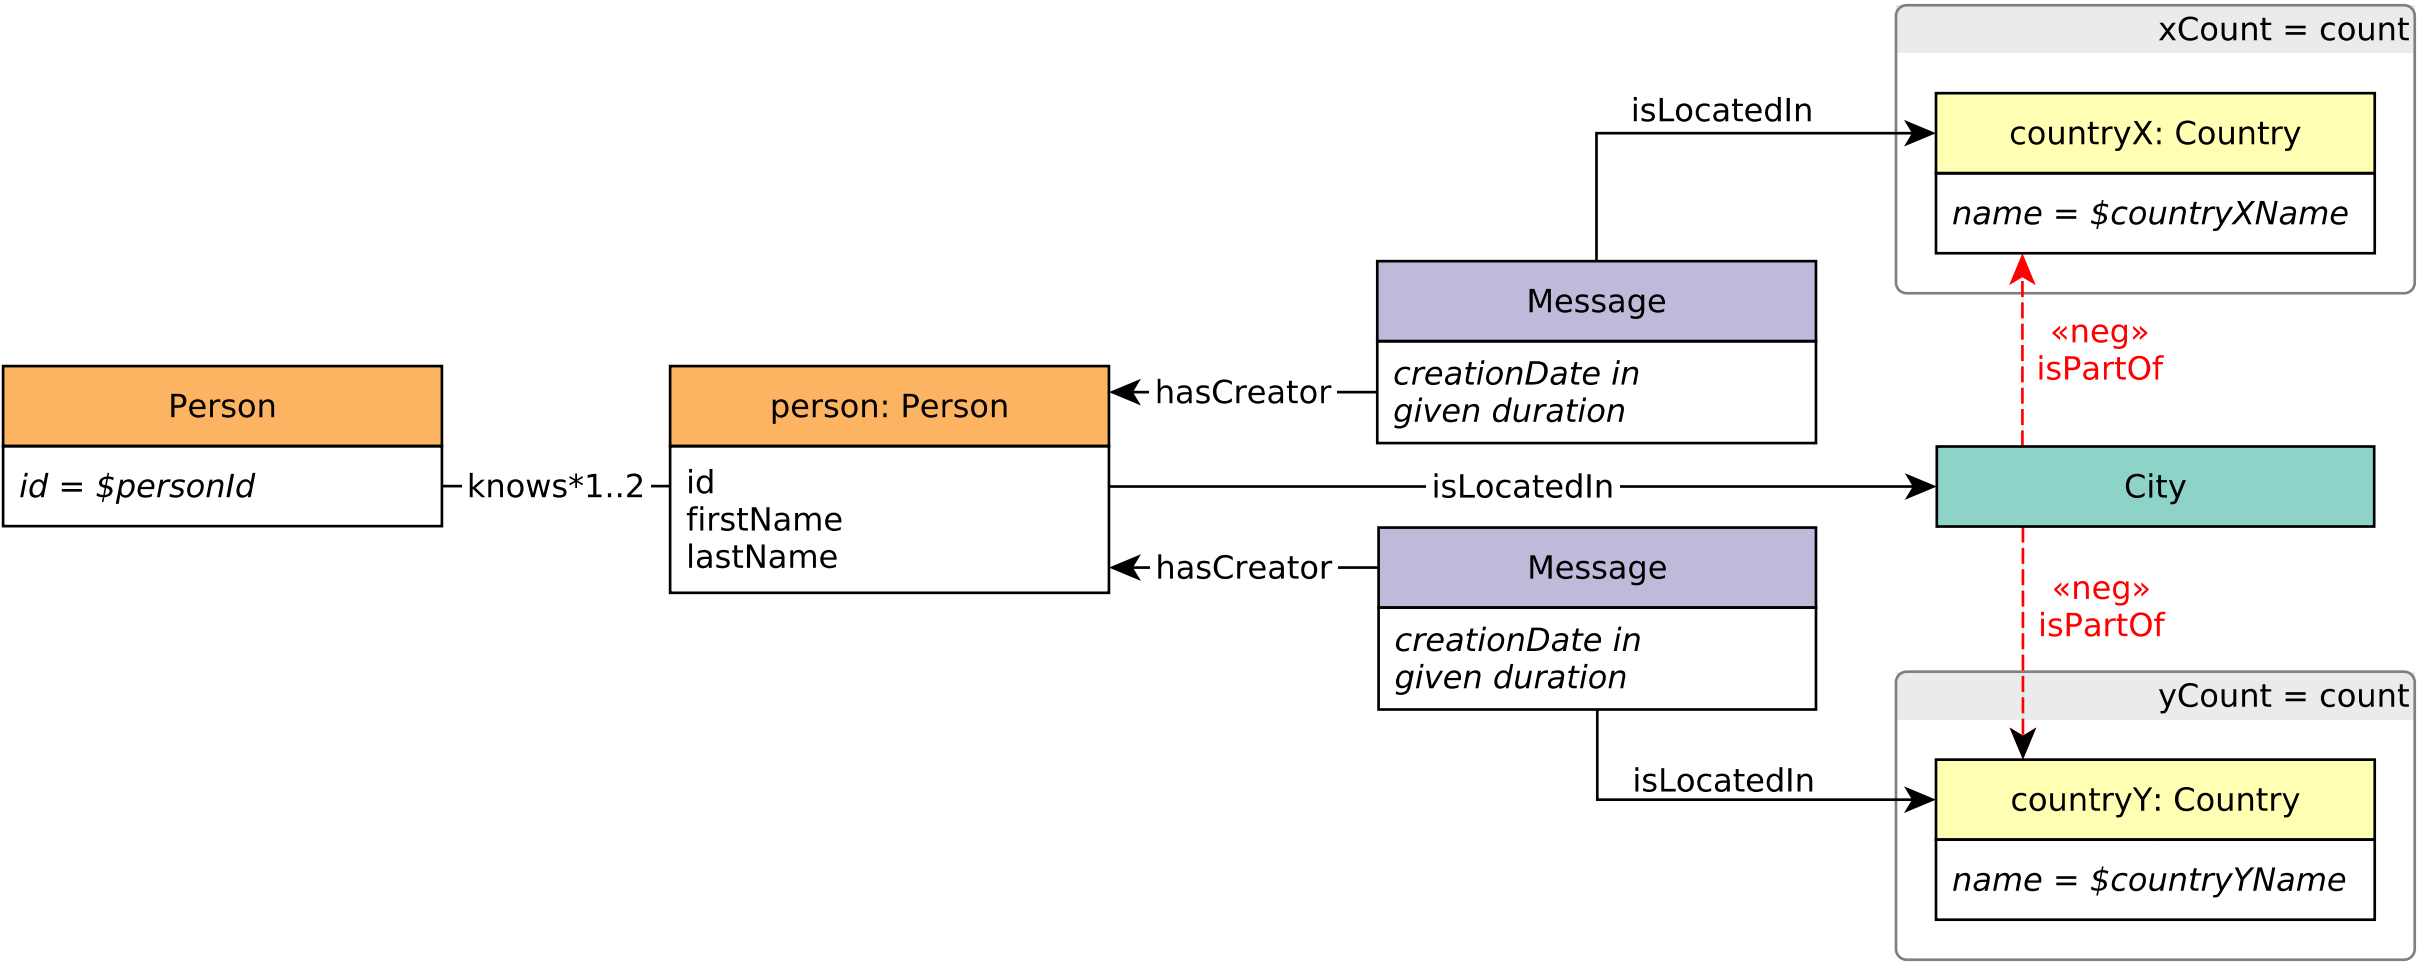 xCount = count
isLocatedIn
countryX: Country
name = $countryXName
Message
creationDate in
given duration
«neg»
isPartOf
Person
id = $personId
knows*1..2
person: Person
id
firstName
lastName
hasCreator
isLocatedIn
City
hasCreator
Message
creationDate in
given duration
«neg»
isPartOf
yCount = count
isLocatedIn
countryY: Country
name = $countryYName